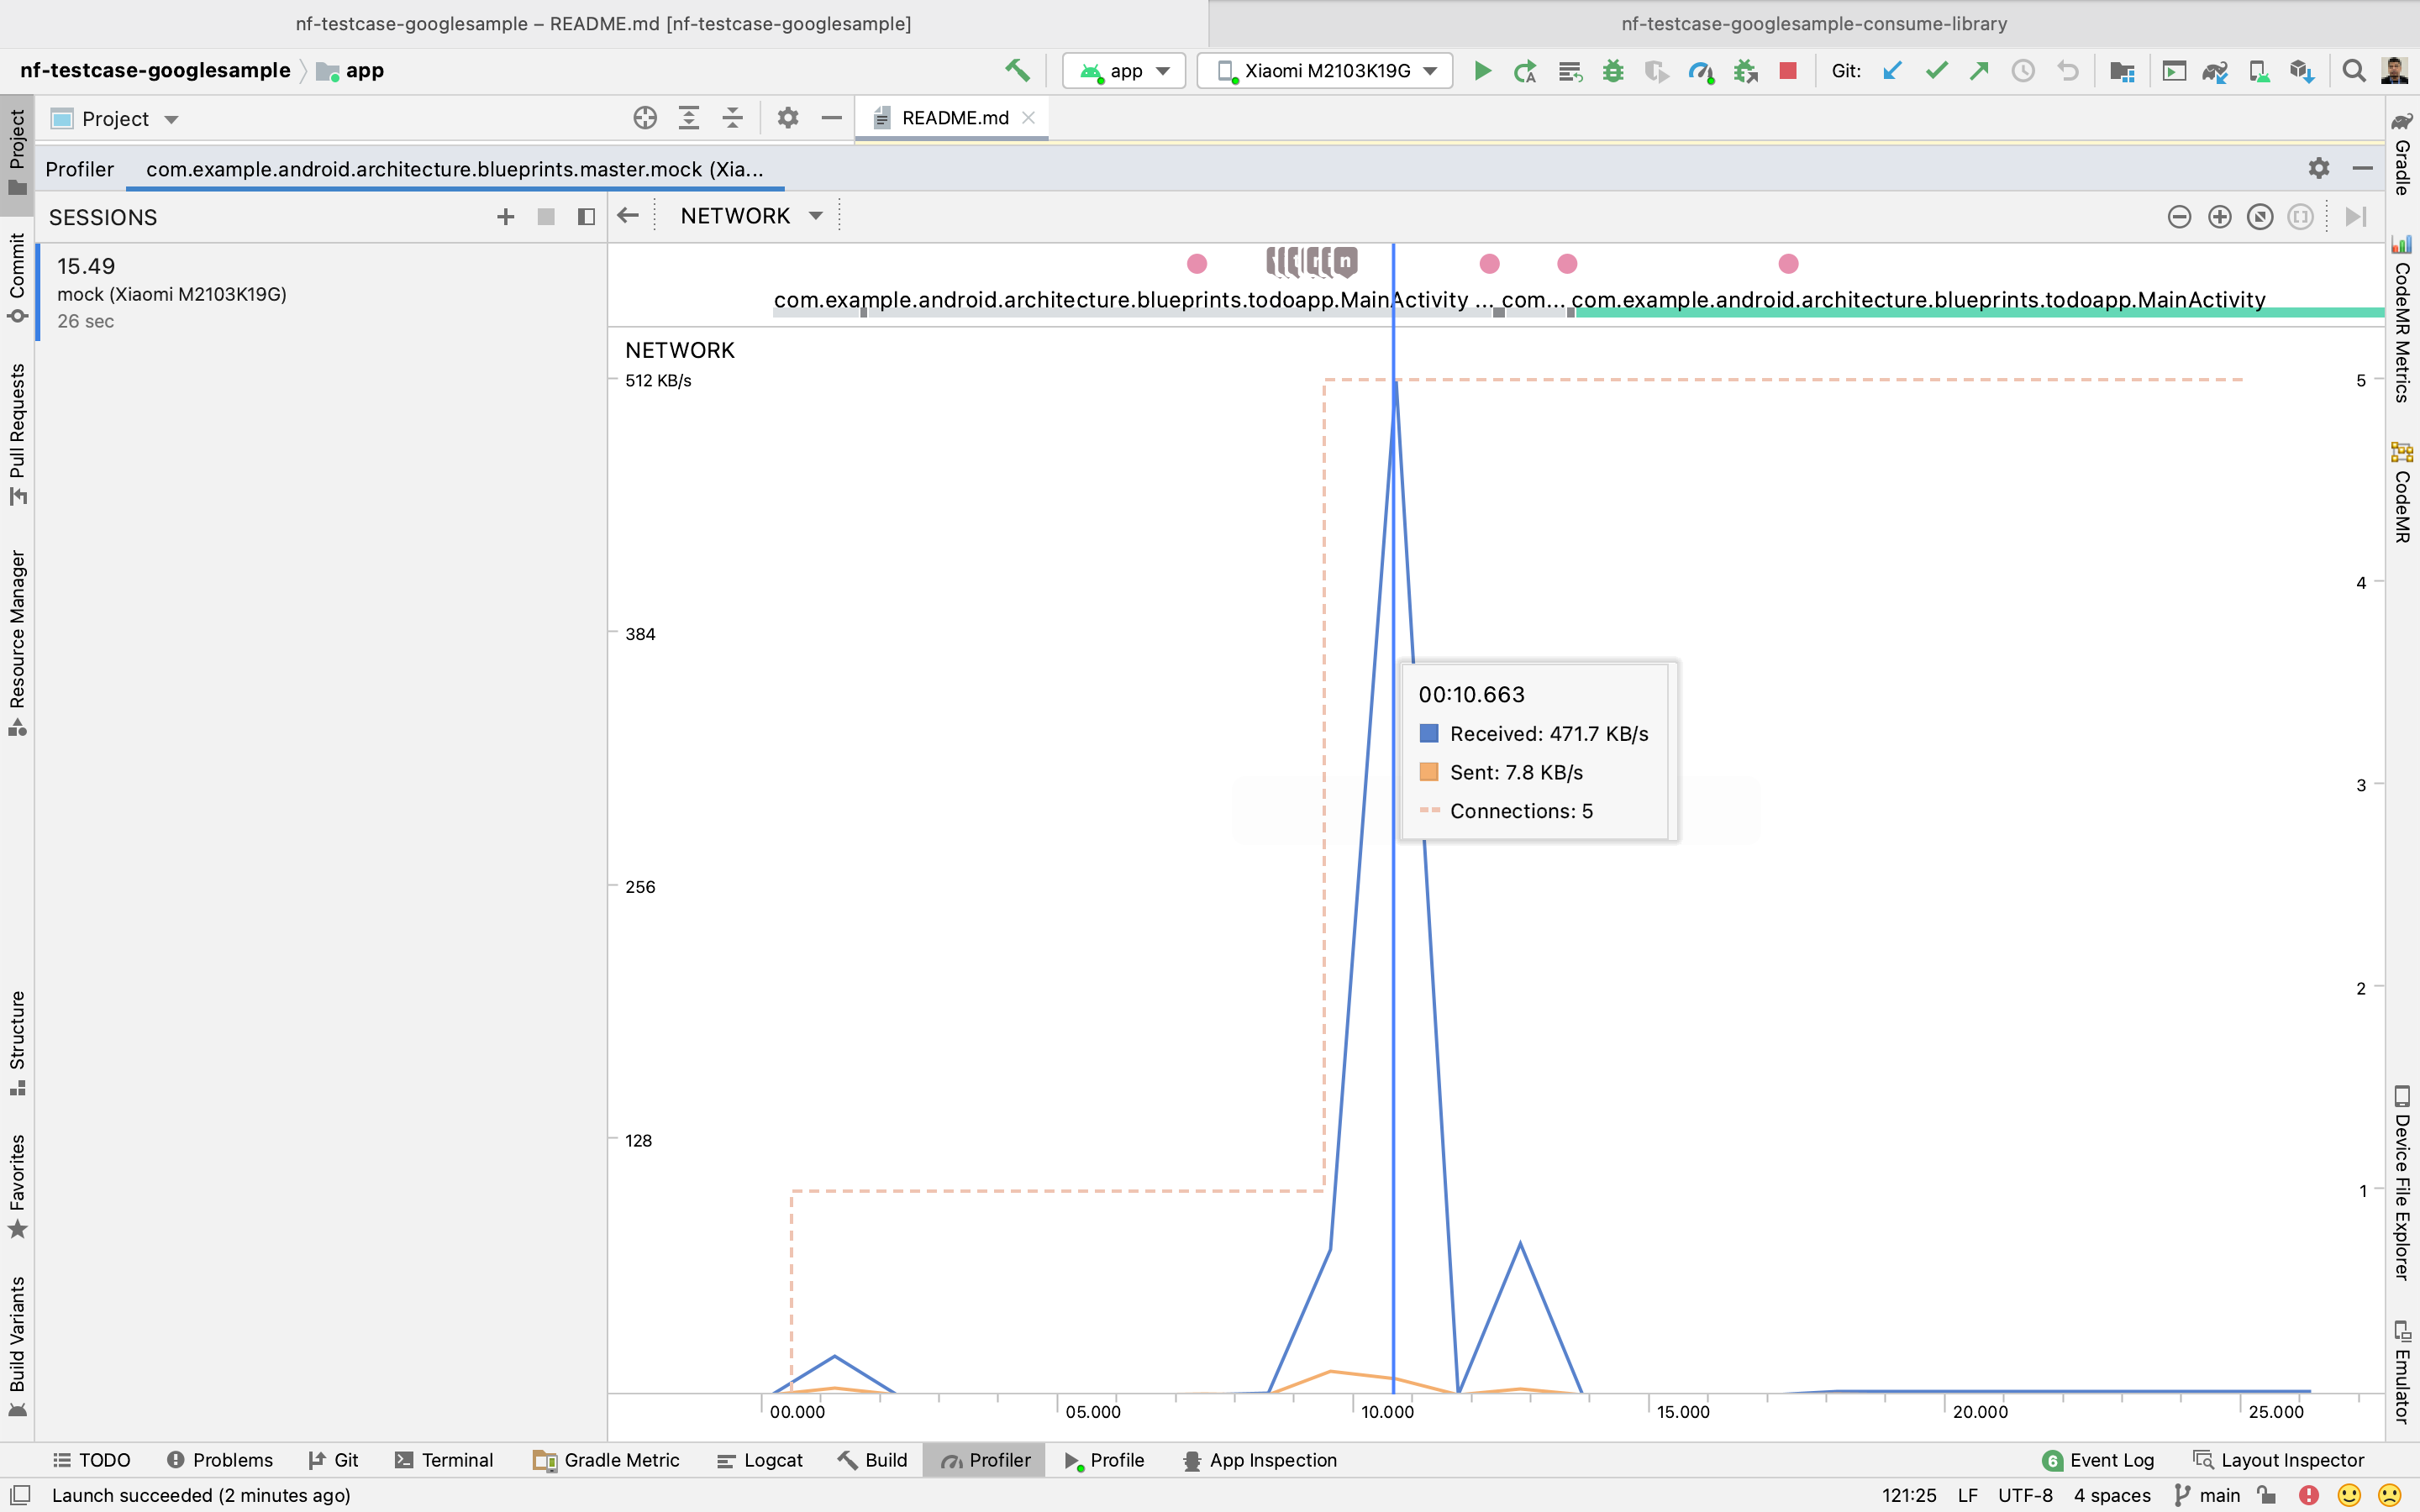 nf-testcase-googlesample – README.md [nf-testcase-googlesample]
nf-testcase-googlesample-consume-library
nf-testcase-googlesample
app
app
Xiaomi M2103K19G
Git:
Project
README.md
Profiler
com.example.android.architecture.blueprints.master.mock (Xia...
SESSIONS
NETWORK
15.49
mock (Xiaomi M2103K19G)
26 sec
n
com.example.android.architecture.blueprints.todoapp.MainActivity ... com... com.example.android.architecture.blueprints.todoapp.MainActivity
NETWORK
512 KB/s
384
256
128
5
4
3
2
1
00:10.663
Received: 471.7 KB/s
Sent: 7.8 KB/s
Connections: 5
00.000
05.000
10.000
15.000
20.000
25.000
Project
Commit
Pull Requests
Resource Manager
Structure
Favorites
Build Variants
Gradle
CodeMR Metrics
CodeMR
Device File Explorer
Emulator
TODO
Problems
Git
Terminal
Gradle Metric
Logcat
Build
Profiler
Profile
App Inspection
6
Event Log
Layout Inspector
Launch succeeded (2 minutes ago)
121:25
LF
UTF-8
4 spaces
main